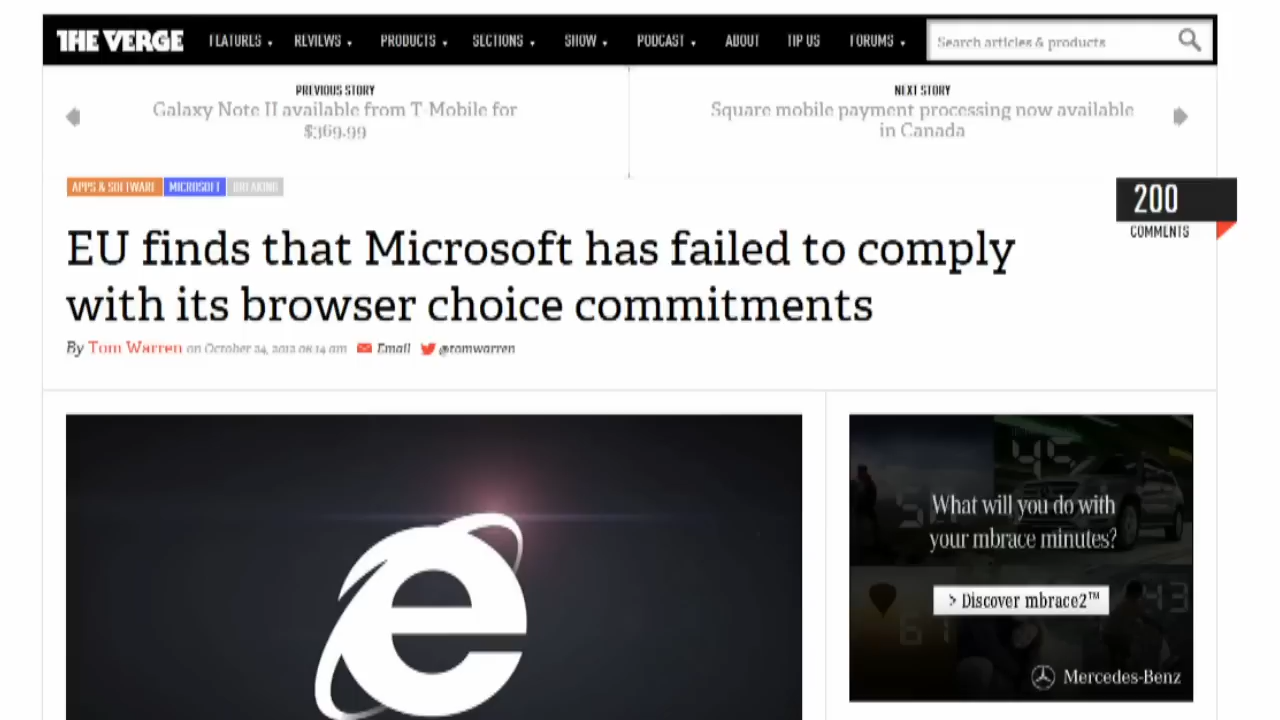 THE VERGE FEATURES REVIEWS PRODUCTS SECTIONS SHOW PODCAST ABOUT TIP US FORUMS Search articles & products
PREVIOUS STORY
Galaxy Note II available from T-Mobile for
$369.99
NEXT STORY
Square mobile payment processing now available
in Canada
APPS & SOFTWARE MICROSOFT BREAKING
200
COMMENTS
EU finds that Microsoft has failed to comply
with its browser choice commitments
By Tom Warren on October 24, 2012 08:14 am Email @tomwarren
45
What will you do with
your mbrace minutes?
> Discover mbrace2™
43
61
Mercedes-Benz